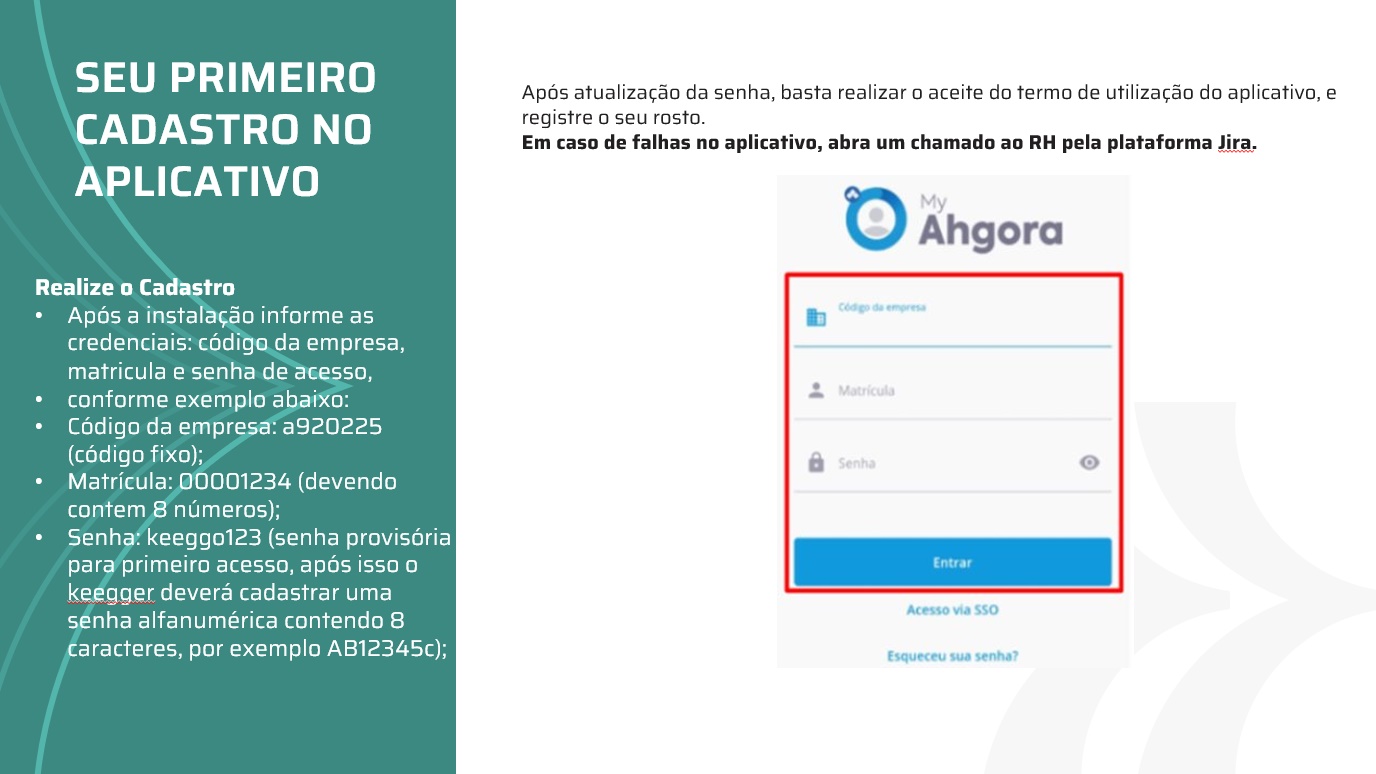 SEU PRIMEIRO
CADASTRO NO
APLICATIVO
Realize o Cadastro
• Após a instalação informe as
credenciais: código da empresa,
matricula e senha de acesso,
• conforme exemplo abaixo:
• Código da empresa: a920225
(código fixo);
• Matrícula: 00001234 (devendo
contem 8 números);
• Senha: keeggo123 (senha provisória
para primeiro acesso, após isso o
keegger deverá cadastrar uma
senha alfanumérica contendo 8
caracteres, por exemplo AB12345c);
Após atualização da senha, basta realizar o aceite do termo de utilização do aplicativo, e
registre o seu rosto.
Em caso de falhas no aplicativo, abra um chamado ao RH pela plataforma Jira.
My
Ahgora
Código da empresa
Matrícula
Senha
Entrar
Acesso via SSO
Esqueceu sua senha?